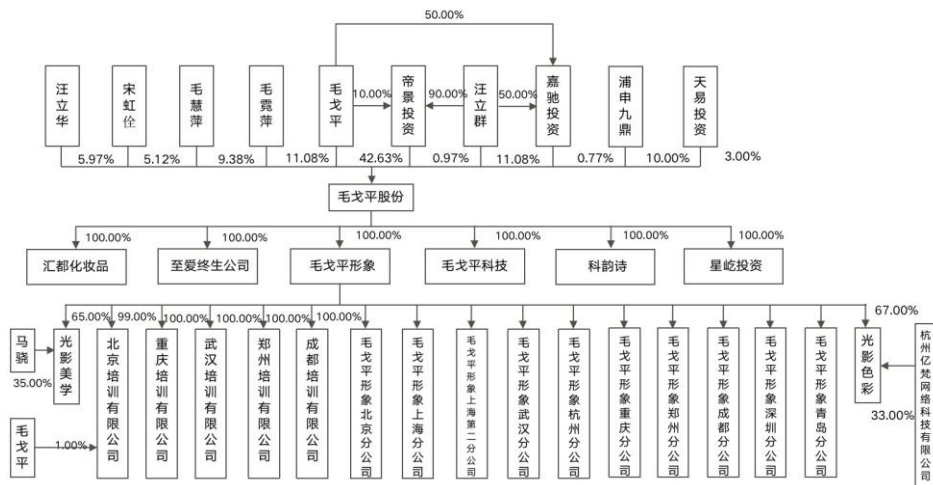 50.00%
汪立华
宋虹佺
毛慧萍
毛霓萍
毛戈平
10.00%
帝景投资
90.00%
汪立群
50.00%
嘉驰投资
浦申九鼎
天易投资
5.97%
5.12%
9.38%
11.08%
42.63%
0.97%
11.08%
0.77%
10.00%
3.00%
毛戈平股份
100.00%
100.00%
100.00%
100.00%
100.00%
100.00%
汇都化妆品
至爱终生公司
毛戈平形象
毛戈平科技
科韵诗
星屹投资
65.00%
99.00%
100.00%
100.00%
100.00%
100.00%
67.00%
马骁
35.00%
光影美学
北京培训有限公司
重庆培训有限公司
武汉培训有限公司
郑州培训有限公司
成都培训有限公司
毛戈平形象北京分公司
毛戈平形象上海分公司
毛戈平形象上海第二分公司
毛戈平形象武汉分公司
毛戈平形象杭州分公司
毛戈平形象重庆分公司
毛戈平形象郑州分公司
毛戈平形象成都分公司
毛戈平形象深圳分公司
毛戈平形象青岛分公司
光影色彩
33.00%
杭州亿梵网络科技有限公司
毛戈平
1.00%